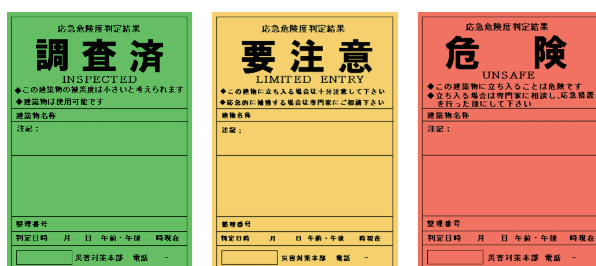 応急危険度判定結果
調査済
INSPECTED
◆この建築物の被災度は小さいと考えられます
◆建築物は使用可能です
建築物名称
注記：
整理番号
判定日時 月 日 午前・午後 時現在
災害対策本部 電話 -
応急危険度判定結果
要注意
LIMITED ENTRY
◆この建物に立ち入る場合は十分注意して下さい
◆応急的に補強する場合は専門家にご相談下さい
建物名称
注記：
整理番号
判定日時 月 日 午前・午後 時現在
災害対策本部 電話 -
応急危険度判定結果
危険
UNSAFE
◆この建築物に立ち入ることは危険です
◆立ち入る場合は専門家に相談し、応急措置
を行った後にして下さい
建築物名称
注記：
整理番号
判定日時 月 日 午前・午後 時現在
災害対策本部 電話 -